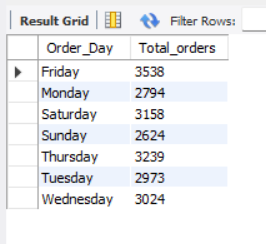 Result Grid Filter Rows:
Order_Day Total_orders
Friday 3538
Monday 2794
Saturday 3158
Sunday 2624
Thursday 3239
Tuesday 2973
Wednesday 3024